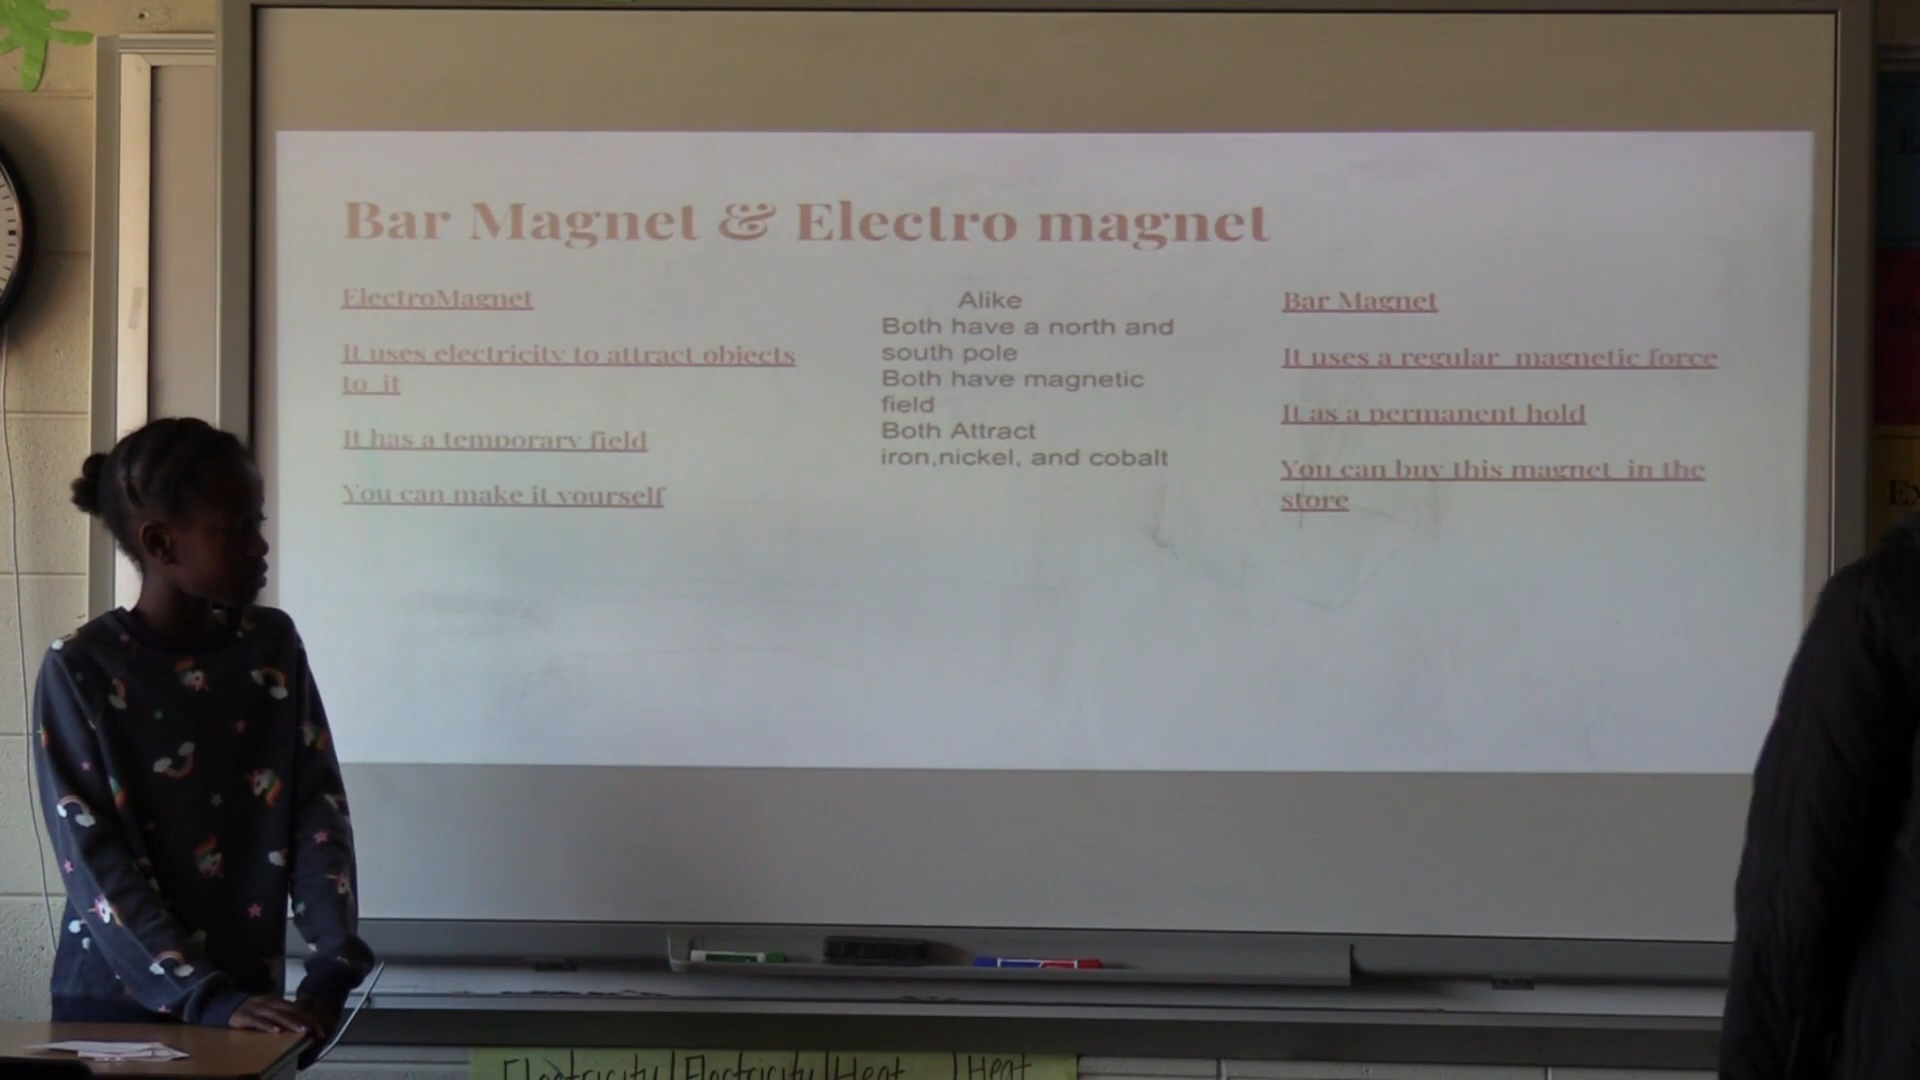 Bar Magnet & Electro magnet
ElectroMagnet
It uses electricity to attract objects
to it
It has a temporary field
You can make it yourself
Alike
Both have a north and
south pole
Both have magnetic
field
Both Attract
iron,nickel, and cobalt
Bar Magnet
It uses a regular magnetic force
It as a permanent hold
You can buy this magnet in the
store
Electricity | Electricity | Heat | Heat